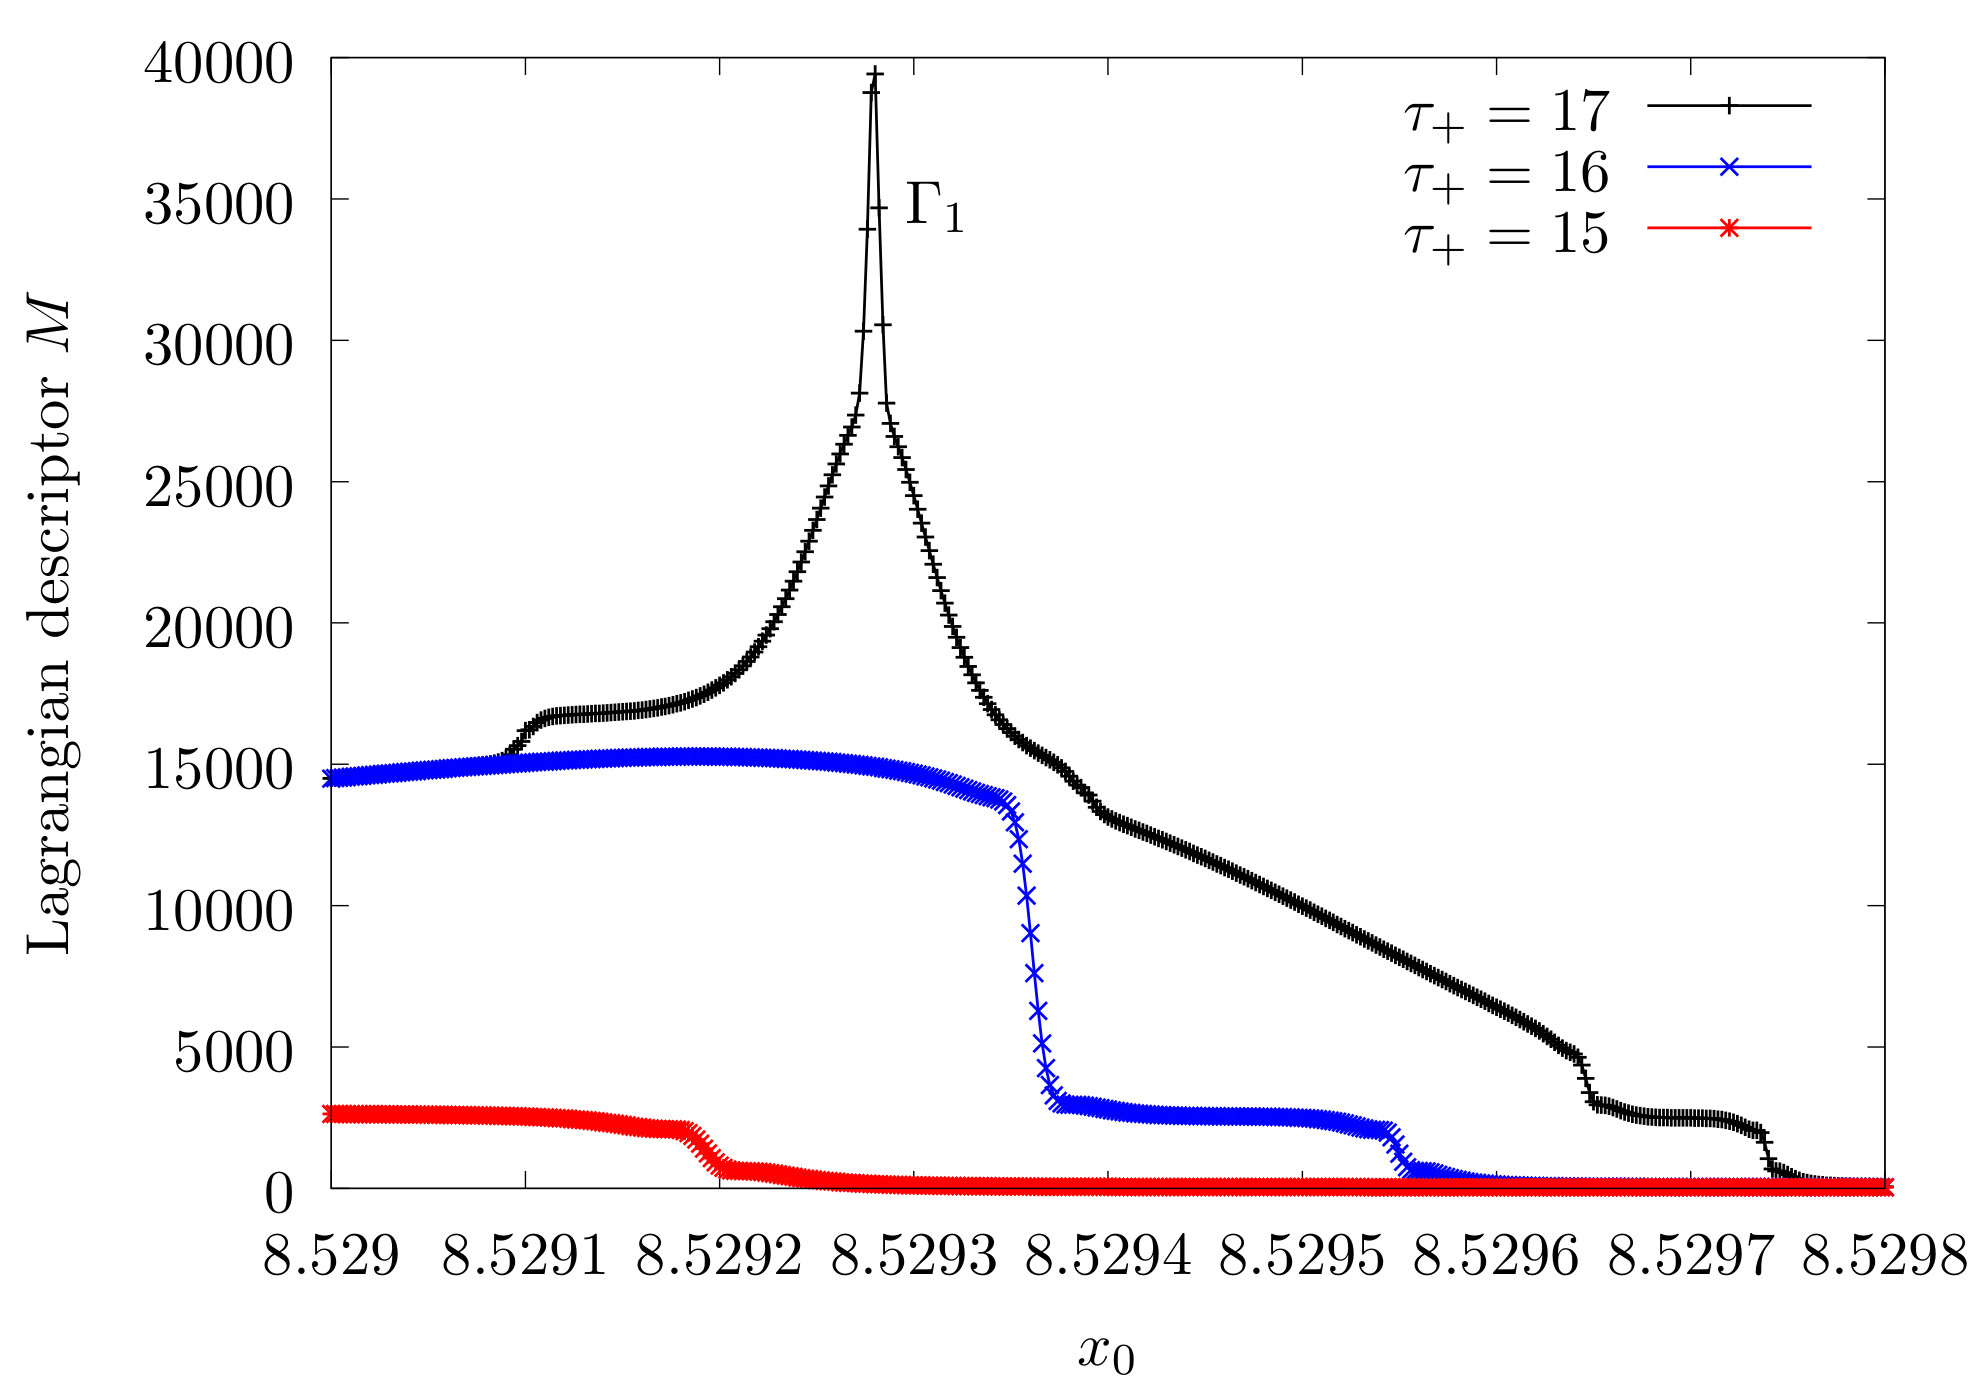 40000
35000
30000
25000
20000
15000
10000
5000
0
Lagrangian descriptor M
τ₊ = 17
τ₊ = 16
τ₊ = 15
Γ₁
8.529 8.5291 8.5292 8.5293 8.5294 8.5295 8.5296 8.5297 8.5298
x₀